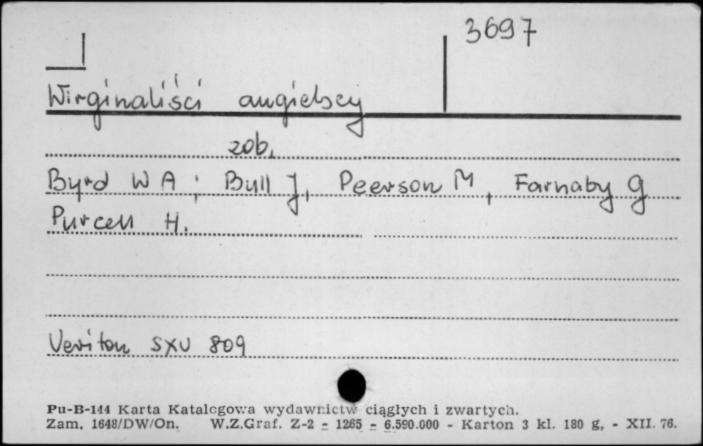 3697
Wirginaliści angielscy
zob.
Byrd W A ; Bull J, Peerson M, Farnaby G
Purcell H.
Veriton SXV 809
Pu-B-144 Karta Katalogowa wydawnictw ciągłych i zwartych.
Zam. 1648/DW/On. W.Z.Graf. Z-2 - 1265 - 6.590.000 - Karton 3 kl. 180 g, - XII. 76.